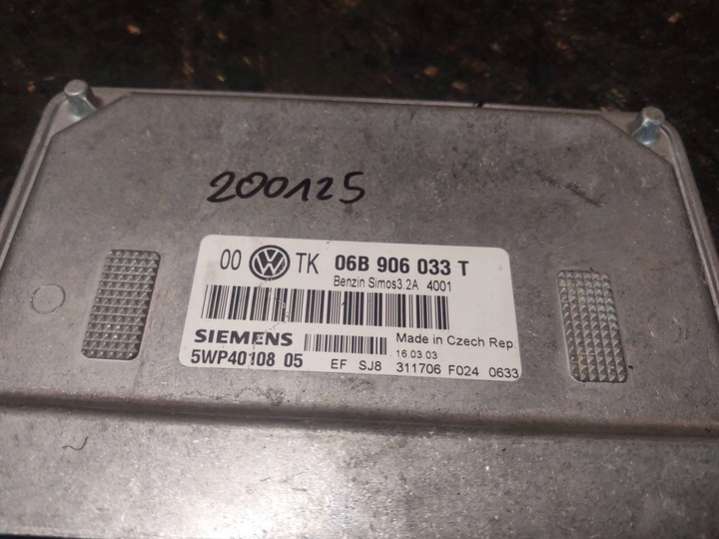 200125
00 VW TK 06B 906 033 T
Benzin Simos3.2A 4001
SIEMENS
Made in Czech Rep
5WP40108 05
16 03 03
EF SJ8 311706 F024 0633